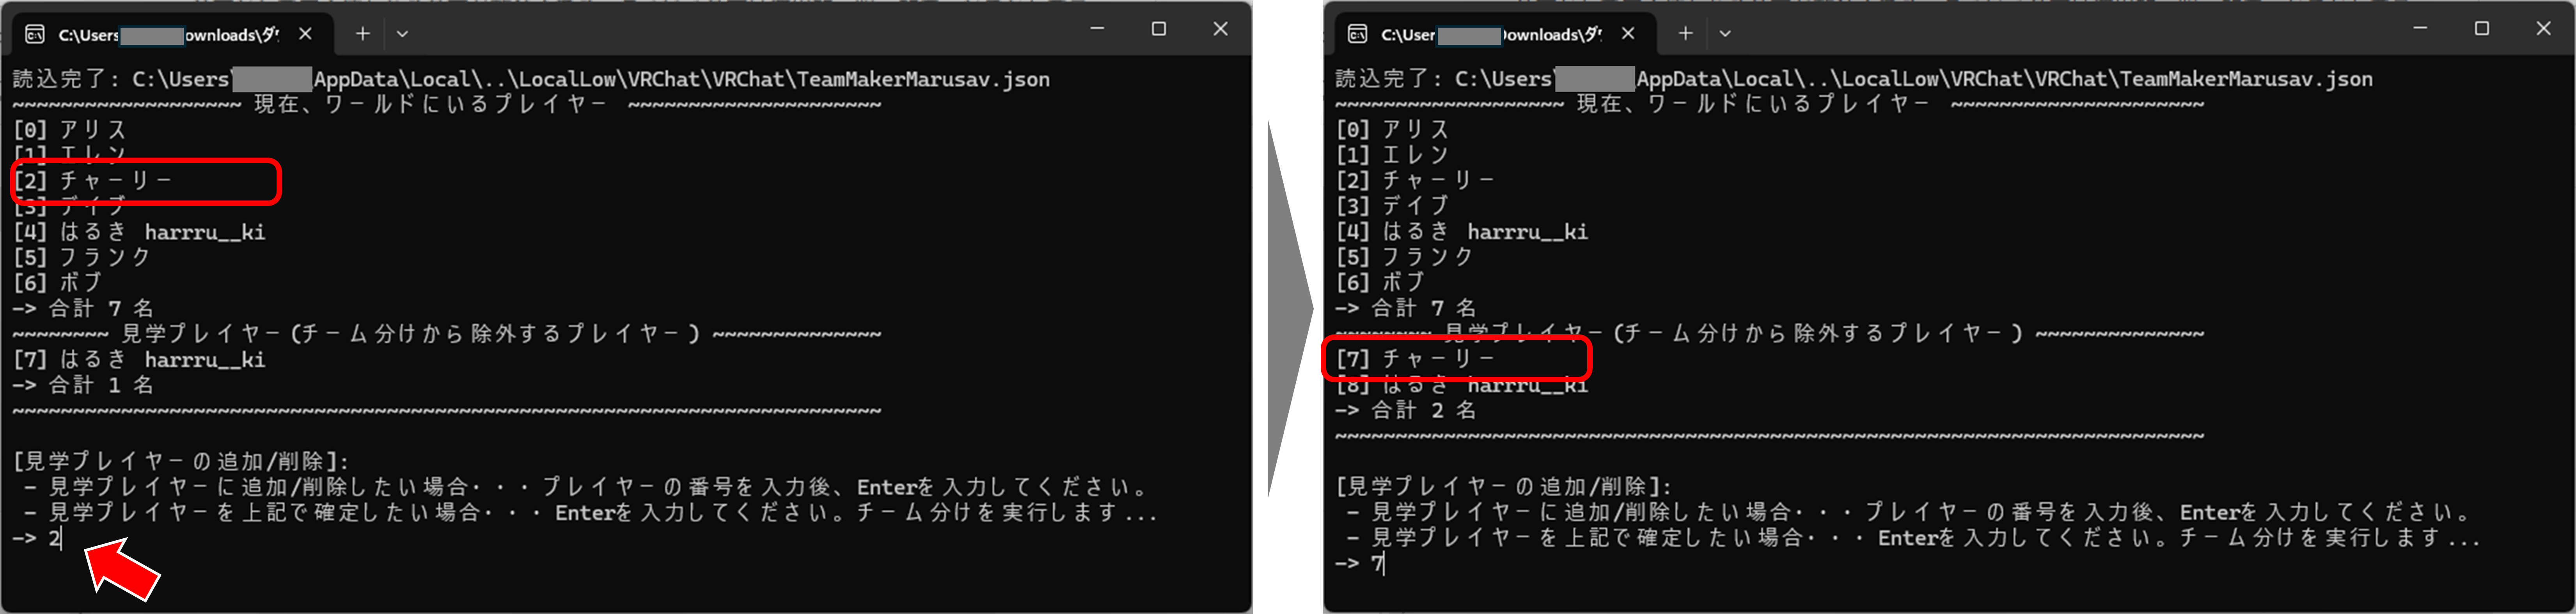 C:\Users ownloads\ダ
読込完了: C:\Users\ AppData\Local\..\LocalLow\VRChat\VRChat\TeamMakerMarusav.json
~~~~~~~~~~~~~~~~~~~ 現在、ワールドにいるプレイヤー ~~~~~~~~~~~~~~~~~~~~~
[0] アリス
[1] エレン
[2] チャーリー
[3] デイブ
[4] はるき harrru__ki
[5] フランク
[6] ボブ
-> 合計 7 名
~~~~~~~~ 見学プレイヤー(チーム分けから除外するプレイヤー) ~~~~~~~~~~~~~~
[7] はるき harrru__ki
-> 合計 1 名
~~~~~~~~~~~~~~~~~~~~~~~~~~~~~~~~~~~~~~~~~~~~~~~~~~~~~~~~~~~~~~~~~~~~~~~~
[見学プレイヤーの追加/削除]:
- 見学プレイヤーに追加/削除したい場合・・・プレイヤーの番号を入力後、Enterを入力してください。
- 見学プレイヤーを上記で確定したい場合・・・Enterを入力してください。チーム分けを実行します...
-> 2
C:\User ownloads\ダ
読込完了: C:\Users\ AppData\Local\..\LocalLow\VRChat\VRChat\TeamMakerMarusav.json
~~~~~~~~~~~~~~~~~~~ 現在、ワールドにいるプレイヤー ~~~~~~~~~~~~~~~~~~~~~
[0] アリス
[1] エレン
[2] チャーリー
[3] デイブ
[4] はるき harrru__ki
[5] フランク
[6] ボブ
-> 合計 7 名
~~~~~~~~ 見学プレイヤー(チーム分けから除外するプレイヤー) ~~~~~~~~~~~~~~
[7] チャーリー
[8] はるき harrru__ki
-> 合計 2 名
~~~~~~~~~~~~~~~~~~~~~~~~~~~~~~~~~~~~~~~~~~~~~~~~~~~~~~~~~~~~~~~~~~~~~~~~
[見学プレイヤーの追加/削除]:
- 見学プレイヤーに追加/削除したい場合・・・プレイヤーの番号を入力後、Enterを入力してください。
- 見学プレイヤーを上記で確定したい場合・・・Enterを入力してください。チーム分けを実行します...
-> 7